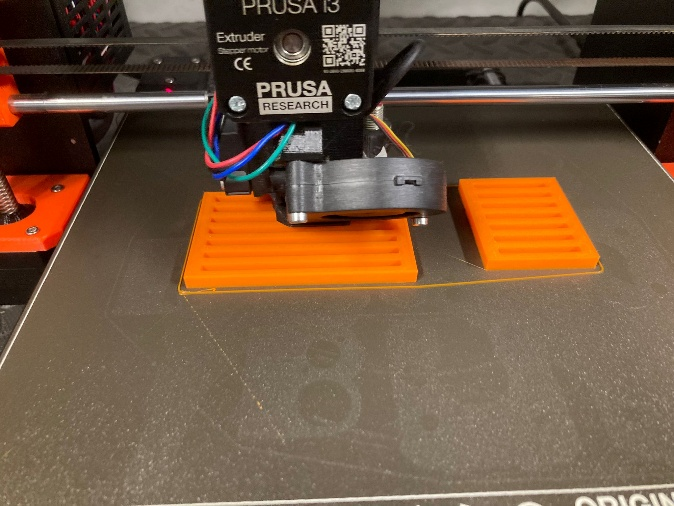 PRUSA i3
Extruder
Stepper motor
CE
PRUSA
RESEARCH